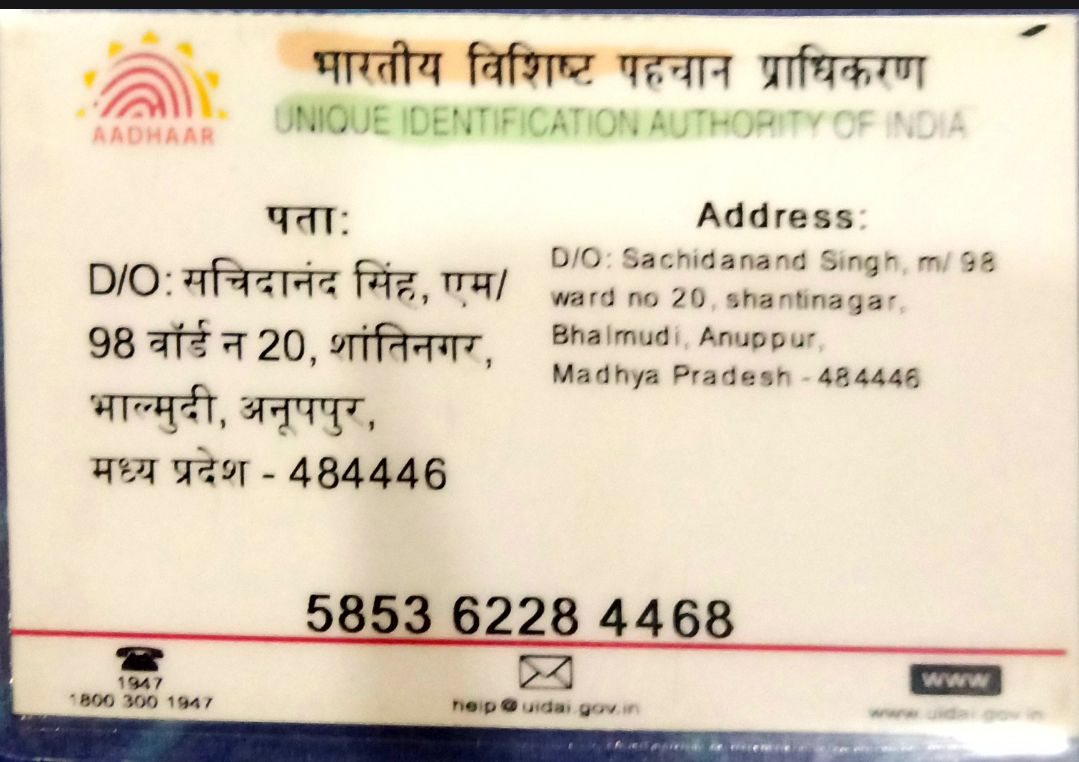 AADHAAR
भारतीय विशिष्ट पहचान प्राधिकरण
UNIQUE IDENTIFICATION AUTHORITY OF INDIA
पता:
D/O: सचिदानंद सिंह, एम/
98 वॉर्ड न 20, शांतिनगर,
भाल्मुदी, अनूपपुर,
मध्य प्रदेश - 484446
Address:
D/O: Sachidanand Singh, m/ 98
ward no 20, shantinagar,
Bhalmudi, Anuppur,
Madhya Pradesh - 484446
5853 6228 4468
1947
1800 300 1947
help@uidai.gov.in
www
www.uidai.gov.in